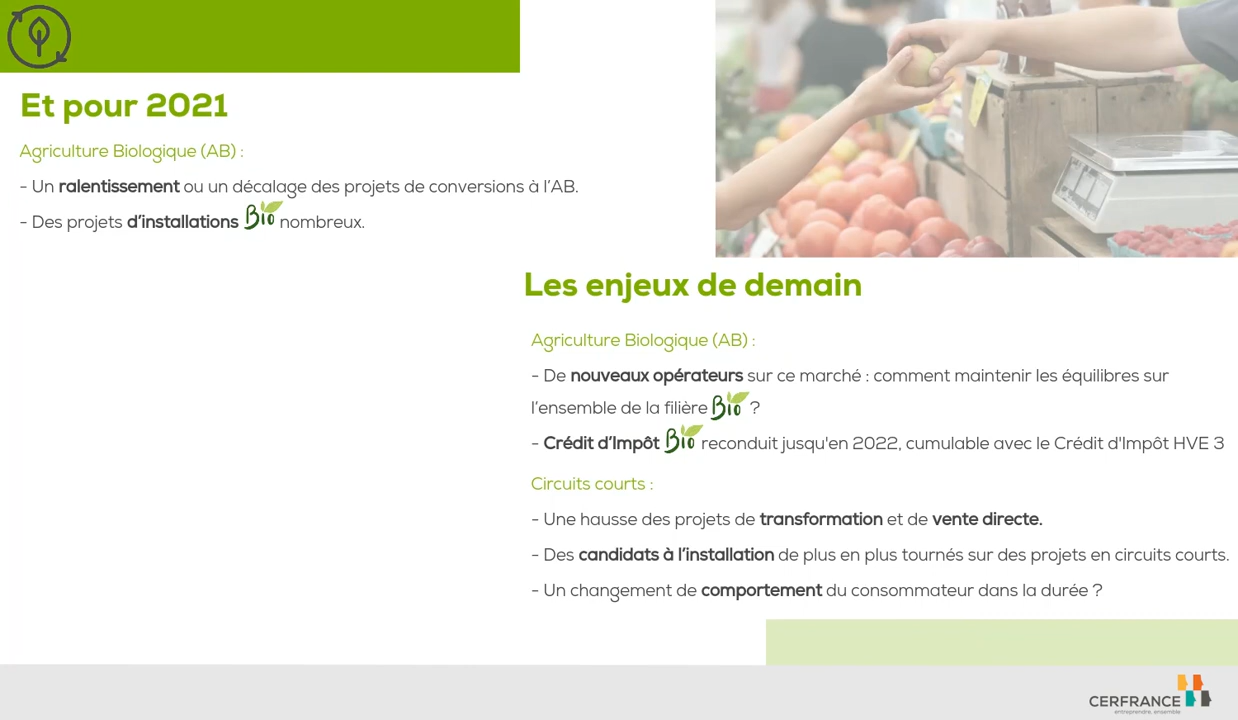 Et pour 2021
Agriculture Biologique (AB) :
- Un ralentissement ou un décalage des projets de conversions à l’AB.
- Des projets d’installations Bio nombreux.
Les enjeux de demain
Agriculture Biologique (AB) :
- De nouveaux opérateurs sur ce marché : comment maintenir les équilibres sur
l’ensemble de la filière Bio ?
- Crédit d’Impôt Bio reconduit jusqu'en 2022, cumulable avec le Crédit d'Impôt HVE 3
Circuits courts :
- Une hausse des projets de transformation et de vente directe.
- Des candidats à l’installation de plus en plus tournés sur des projets en circuits courts.
- Un changement de comportement du consommateur dans la durée ?
CERFRANCE
entreprendre, ensemble